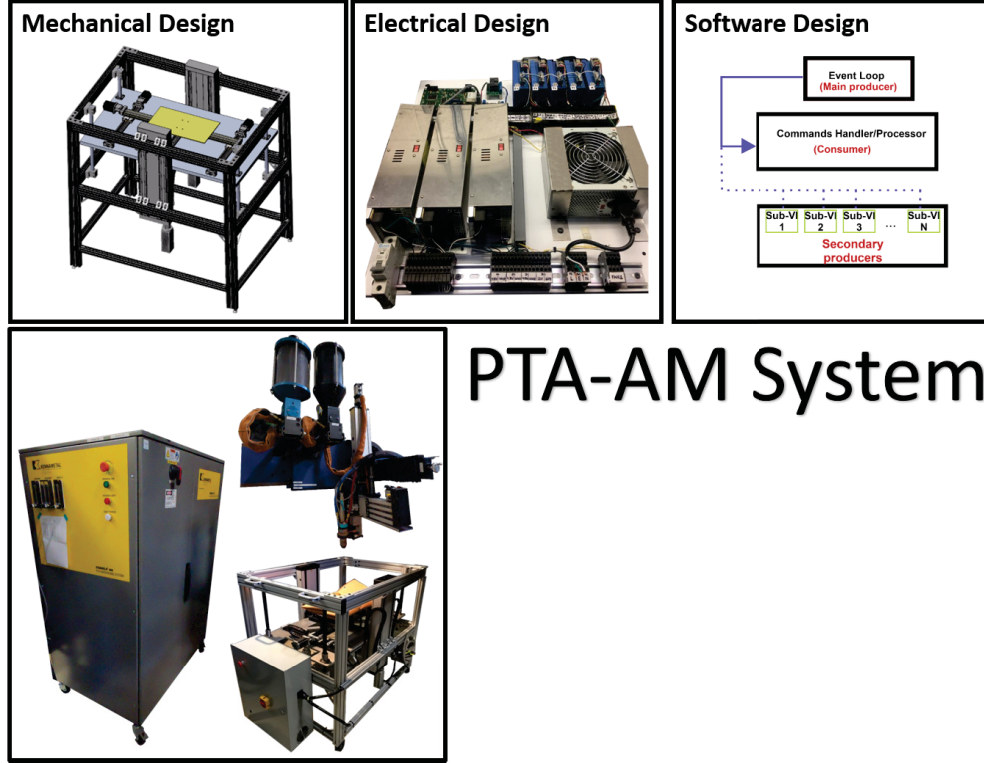 Mechanical Design
Electrical Design
Software Design
Event Loop
(Main producer)
Commands Handler/Processor
(Consumer)
Sub-VI
1
Sub-VI
2
Sub-VI
3
...
Sub-VI
N
Secondary
producers
PTA-AM System
KENNAMETAL